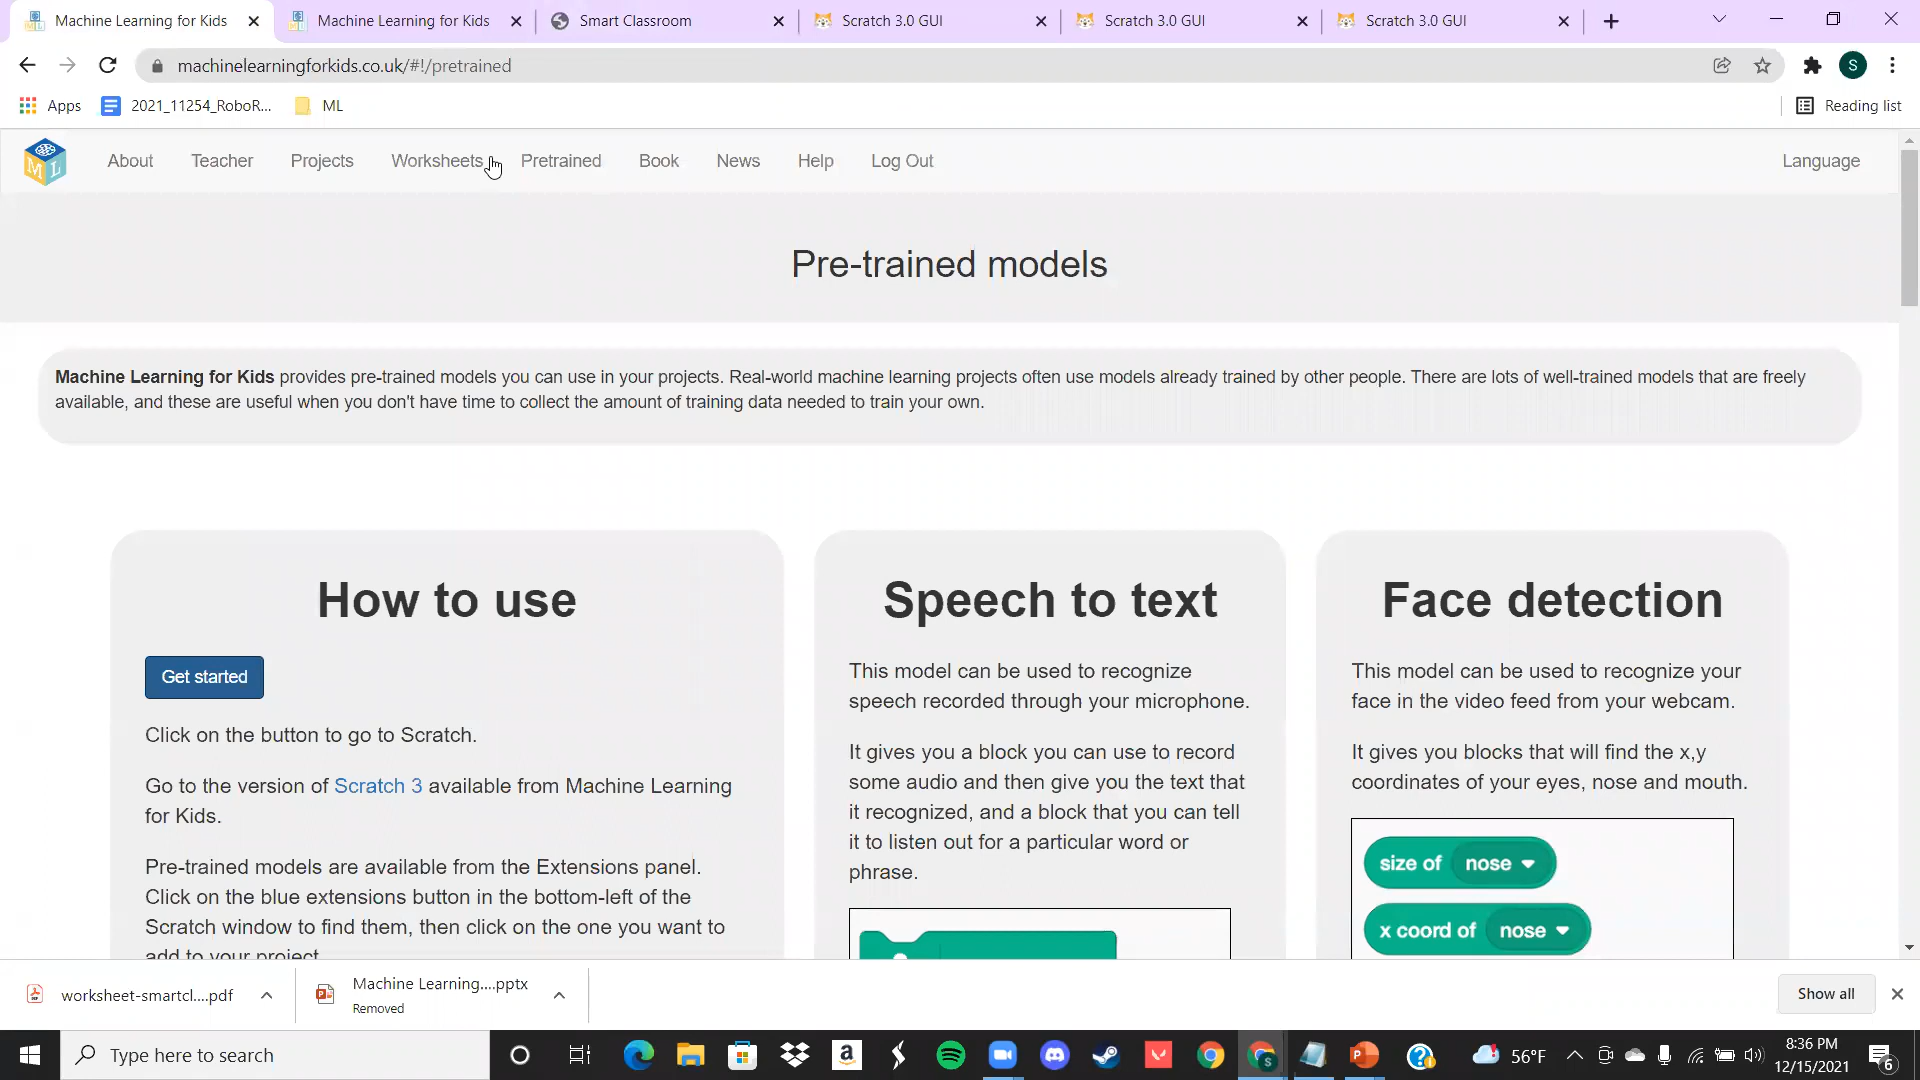 Machine Learning for Kids
Machine Learning for Kids
Smart Classroom
Scratch 3.0 GUI
Scratch 3.0 GUI
Scratch 3.0 GUI
machinelearningforkids.co.uk/#!/pretrained
S
Apps
2021_11254_RoboR...
ML
Reading list
About
Teacher
Projects
Worksheets
Pretrained
Book
News
Help
Log Out
Language
Pre-trained models
Machine Learning for Kids provides pre-trained models you can use in your projects. Real-world machine learning projects often use models already trained by other people. There are lots of well-trained models that are freely
available, and these are useful when you don't have time to collect the amount of training data needed to train your own.
How to use
Get started
Click on the button to go to Scratch.
Go to the version of Scratch 3 available from Machine Learning
for Kids.
Pre-trained models are available from the Extensions panel.
Click on the blue extensions button in the bottom-left of the
Scratch window to find them, then click on the one you want to
add to your project
Speech to text
This model can be used to recognize
speech recorded through your microphone.
It gives you a block you can use to record
some audio and then give you the text that
it recognized, and a block that you can tell
it to listen out for a particular word or
phrase.
Face detection
This model can be used to recognize your
face in the video feed from your webcam.
It gives you blocks that will find the x,y
coordinates of your eyes, nose and mouth.
size of nose
x coord of nose
worksheet-smartcl....pdf
Machine Learning....pptx
Removed
Show all
Type here to search
56°F
8:36 PM
12/15/2021
6